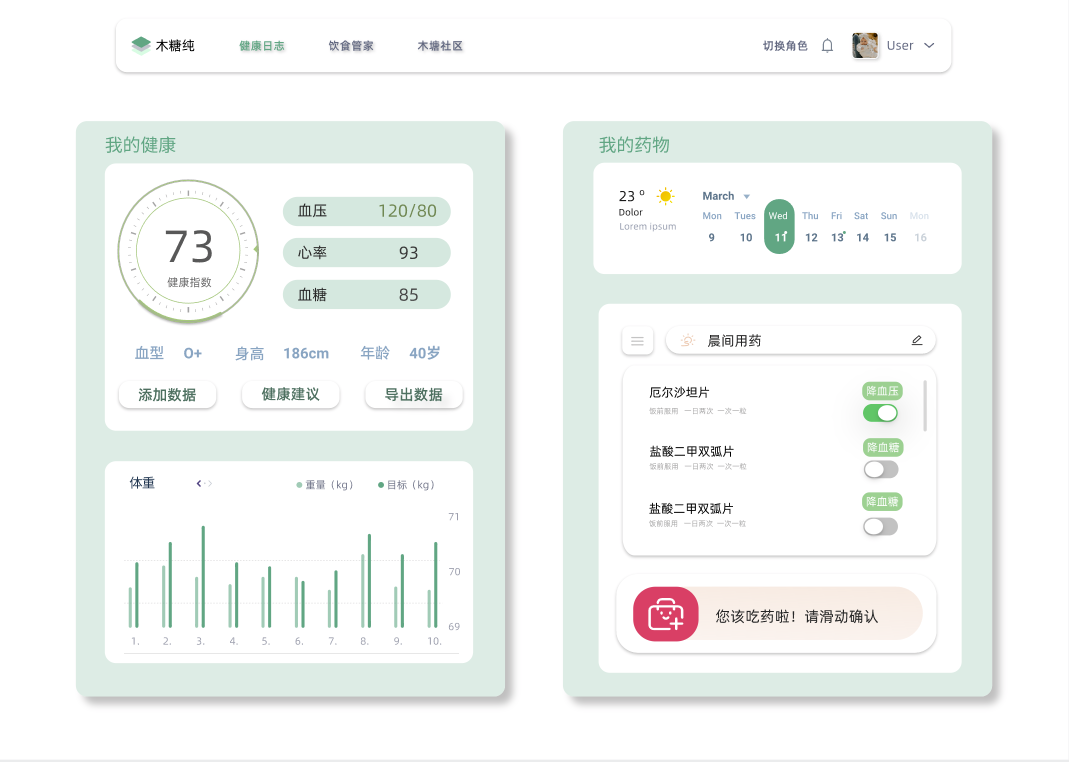 木糖纯 健康日志 饮食管家 木塘社区 切换角色 User
我的健康
73
健康指数
血压 120/80
心率 93
血糖 85
血型 O+ 身高 186cm 年龄 40岁
添加数据 健康建议 导出数据
体重 重量（kg） 目标（kg）
71
70
69
1. 2. 3. 4. 5. 6. 7. 8. 9. 10.
我的药物
23 °
Dolor
Lorem ipsum
March
Mon Tues Wed Thu Fri Sat Sun Mon
9 10 11 12 13 14 15 16
晨间用药
厄尔沙坦片 降血压
饭前服用 一日两次 一次一粒
盐酸二甲双弧片 降血糖
饭前服用 一日两次 一次一粒
盐酸二甲双弧片 降血糖
饭前服用 一日两次 一次一粒
您该吃药啦！请滑动确认